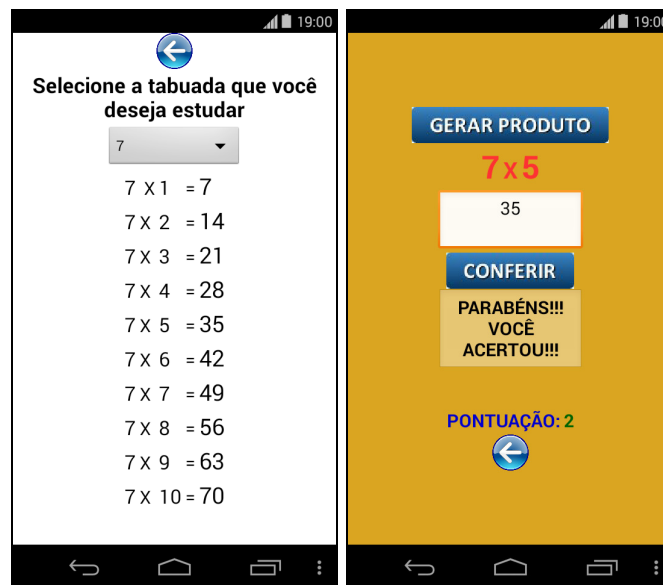 19:00
Selecione a tabuada que você
deseja estudar
7
7 X 1 = 7
7 X 2 = 14
7 X 3 = 21
7 X 4 = 28
7 X 5 = 35
7 X 6 = 42
7 X 7 = 49
7 X 8 = 56
7 X 9 = 63
7 X 10 = 70
19:00
GERAR PRODUTO
7 X 5
35
CONFERIR
PARABÉNS!!!
VOCÊ
ACERTOU!!!
PONTUAÇÃO: 2